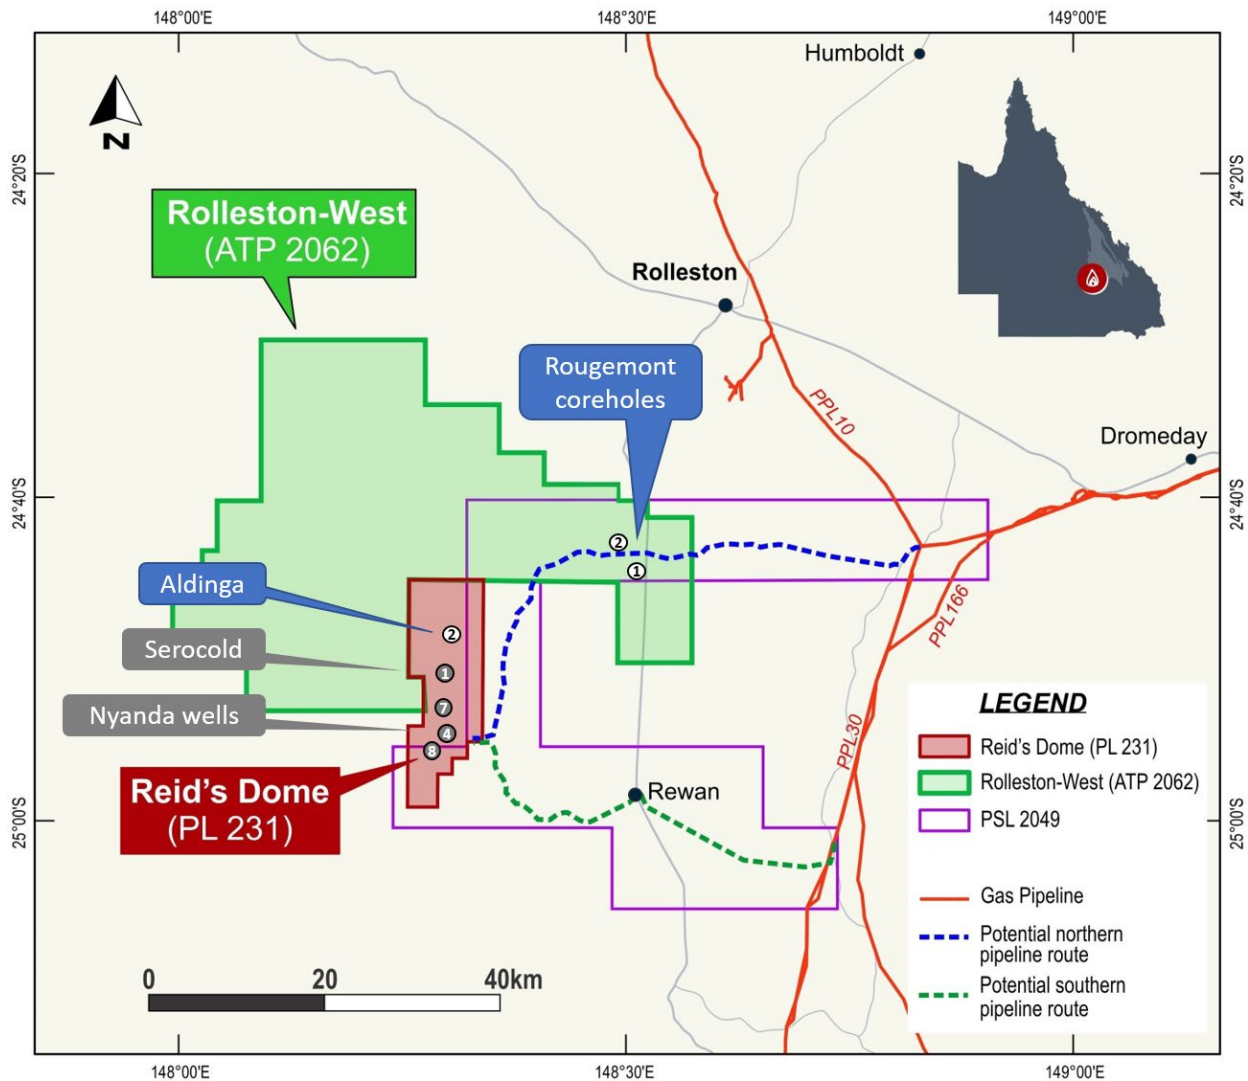 148°00'E
148°30'E
149°00'E
Humboldt
N
24°20'S
24°20'S
Rolleston-West
(ATP 2062)
Rolleston
Rougemont
coreholes
PPL10
Dromeday
24°40'S
24°40'S
2
1
Aldinga
2
PPL166
Serocold
1
Nyanda wells
7
4
8
PPL30
Reid's Dome
(PL 231)
Rewan
25°00'S
25°00'S
LEGEND
Reid's Dome (PL 231)
Rolleston-West (ATP 2062)
PSL 2049
Gas Pipeline
Potential northern
pipeline route
Potential southern
pipeline route
0 20 40km
148°00'E
148°30'E
149°00'E